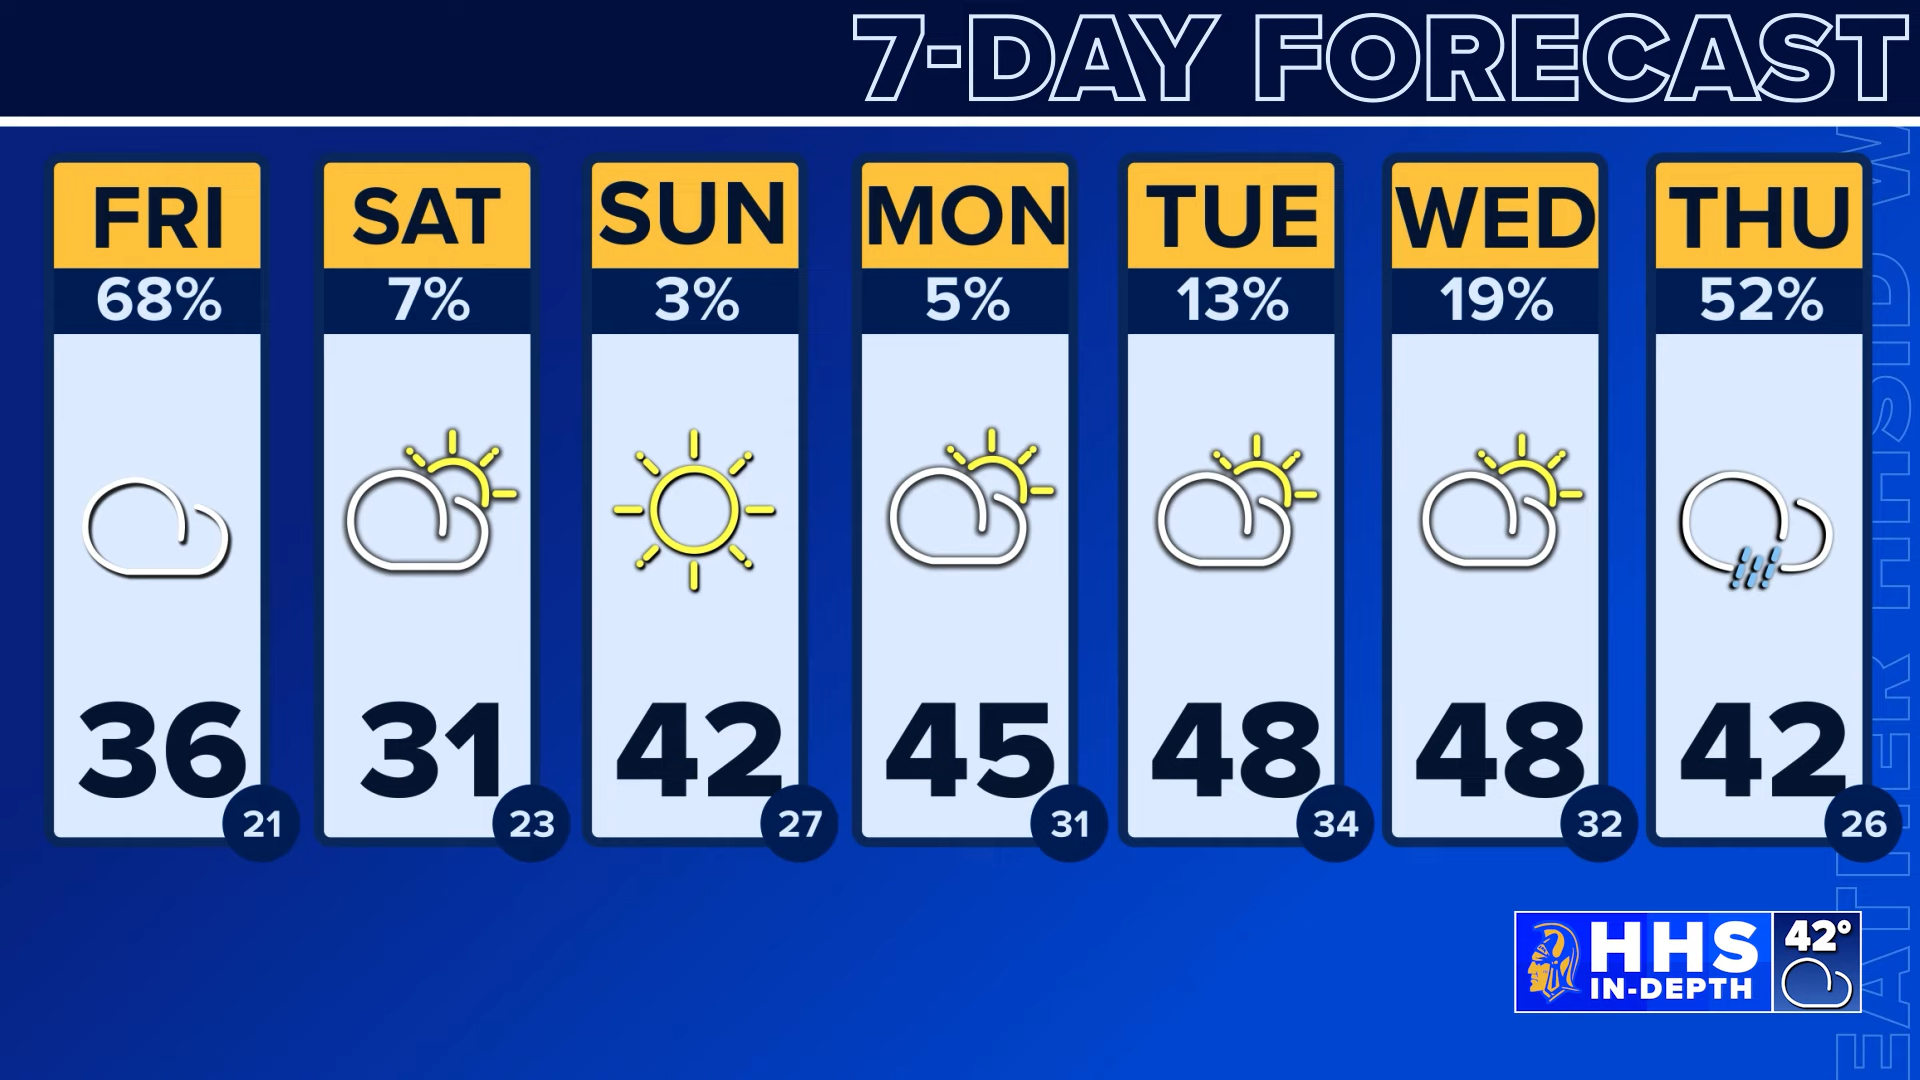 7-DAY FORECAST
FRI SAT SUN MON TUE WED THU
68% 7% 3% 5% 13% 19% 52%
36 31 42 45 48 48 42
21 23 27 31 34 32 26
HHS
IN-DEPTH
42°